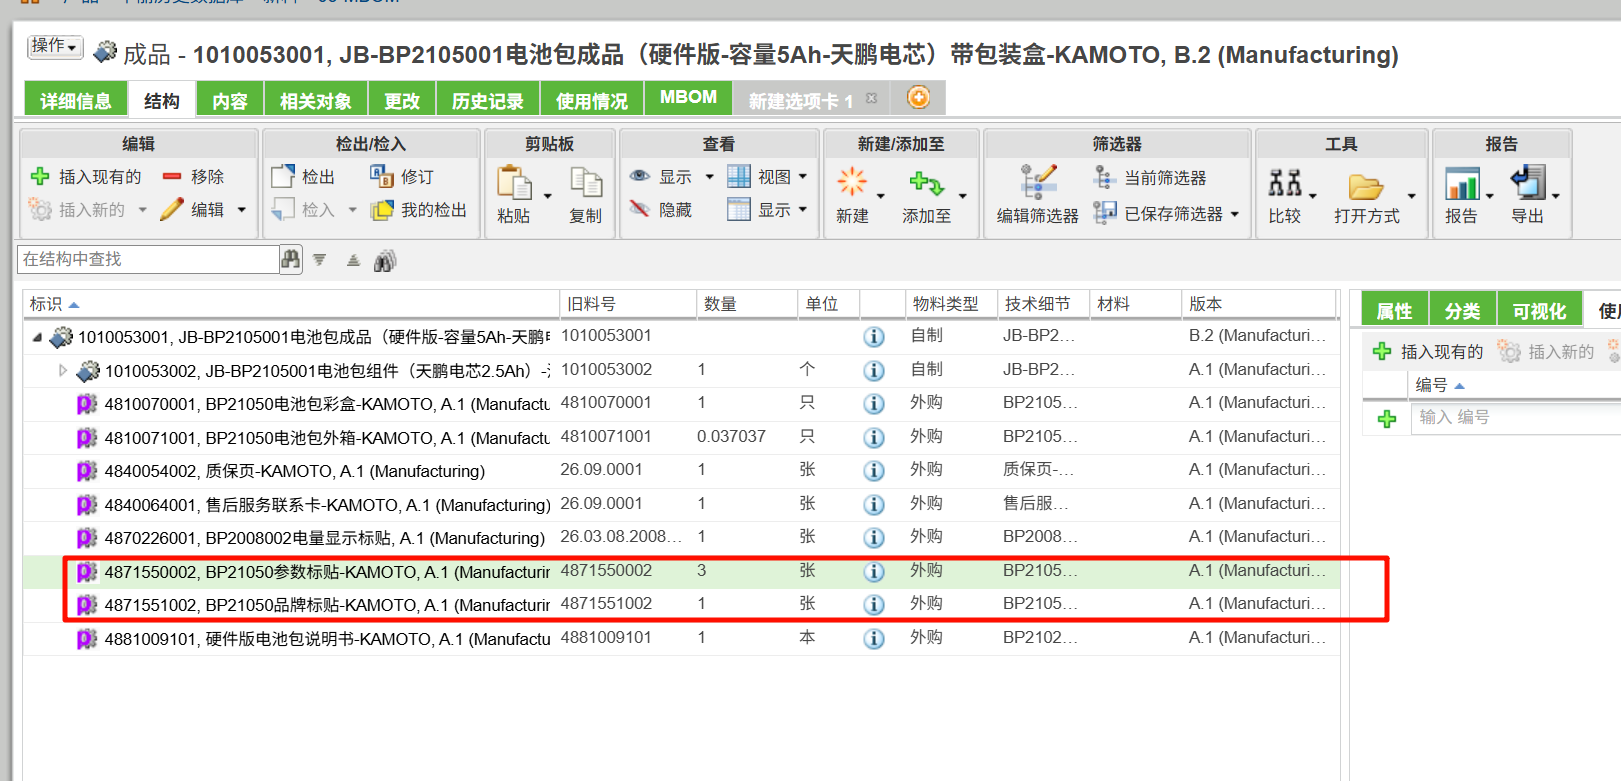 操作 成品 - 1010053001, JB-BP2105001电池包成品（硬件版-容量5Ah-天鹏电芯）带包装盒-KAMOTO, B.2 (Manufacturing)
详细信息 结构 内容 相关对象 更改 历史记录 使用情况 MBOM 新建选项卡 1
编辑 检出/检入 剪贴板 查看 新建/添加至 筛选器 工具 报告
插入现有的 移除 检出 修订 显示 视图 当前筛选器
插入新的 编辑 检入 我的检出 粘贴 复制 隐藏 显示 新建 添加至 编辑筛选器 已保存筛选器 比较 打开方式 报告 导出
在结构中查找
标识 旧料号 数量 单位 物料类型 技术细节 材料 版本
1010053001, JB-BP2105001电池包成品（硬件版-容量5Ah-天鹏 1010053001 自制 JB-BP2... B.2 (Manufacturi...
1010053002, JB-BP2105001电池包组件（天鹏电芯2.5Ah）- 1010053002 1 个 自制 JB-BP2... A.1 (Manufacturi...
4810070001, BP21050电池包彩盒-KAMOTO, A.1 (Manufactu 4810070001 1 只 外购 BP2105... A.1 (Manufacturi...
4810071001, BP21050电池包外箱-KAMOTO, A.1 (Manufactu 4810071001 0.037037 只 外购 BP2105... A.1 (Manufacturi...
4840054002, 质保页-KAMOTO, A.1 (Manufacturing) 26.09.0001 1 张 外购 质保页-... A.1 (Manufacturi...
4840064001, 售后服务联系卡-KAMOTO, A.1 (Manufacturing) 26.09.0001 1 张 外购 售后服... A.1 (Manufacturi...
4870226001, BP2008002电量显示标贴, A.1 (Manufacturing) 26.03.08.2008... 1 张 外购 BP2008... A.1 (Manufacturi...
4871550002, BP21050参数标贴-KAMOTO, A.1 (Manufacturin 4871550002 3 张 外购 BP2105... A.1 (Manufacturi...
4871551002, BP21050品牌标贴-KAMOTO, A.1 (Manufacturin 4871551002 1 张 外购 BP2105... A.1 (Manufacturi...
4881009101, 硬件版电池包说明书-KAMOTO, A.1 (Manufactu 4881009101 1 本 外购 BP2102... A.1 (Manufacturi...
属性 分类 可视化
插入现有的 插入新的
编号
输入 编号